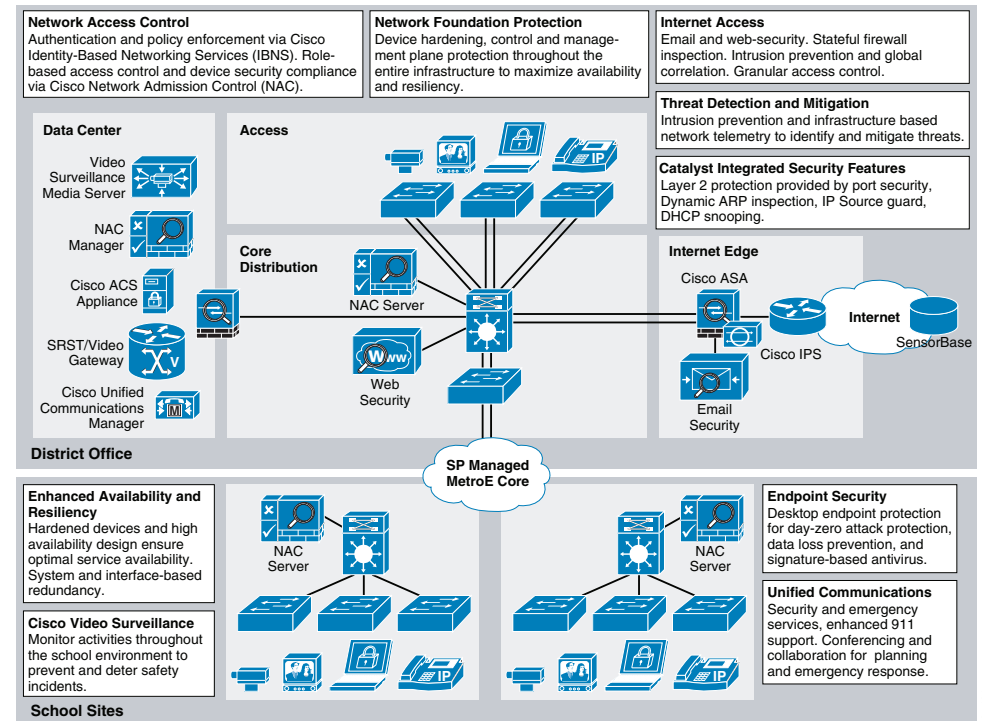 Network Access Control
Authentication and policy enforcement via Cisco
Identity-Based Networking Services (IBNS). Role-
based access control and device security compliance
via Cisco Network Admission Control (NAC).
Network Foundation Protection
Device hardening, control and manage-
ment plane protection throughout the
entire infrastructure to maximize availability
and resiliency.
Internet Access
Email and web-security. Stateful firewall
inspection. Intrusion prevention and global
correlation. Granular access control.
Threat Detection and Mitigation
Intrusion prevention and infrastructure based
network telemetry to identify and mitigate threats.
Catalyst Integrated Security Features
Layer 2 protection provided by port security,
Dynamic ARP inspection, IP Source guard,
DHCP snooping.
Data Center
Video
Surveillance
Media Server
NAC
Manager
Cisco ACS
Appliance
SRST/Video
Gateway
V
Cisco Unified
Communications
Manager
M
Access
IP
Core
Distribution
NAC Server
Www
Web
Security
Internet Edge
Cisco ASA
Cisco IPS
Internet
SensorBase
Email
Security
District Office
SP Managed
MetroE Core
Enhanced Availability and
Resiliency
Hardened devices and high
availability design ensure
optimal service availability.
System and interface-based
redundancy.
Cisco Video Surveillance
Monitor activities throughout
the school environment to
prevent and deter safety
incidents.
NAC
Server
IP
NAC
Server
IP
Endpoint Security
Desktop endpoint protection
for day-zero attack protection,
data loss prevention, and
signature-based antivirus.
Unified Communications
Security and emergency
services, enhanced 911
support. Conferencing and
collaboration for planning
and emergency response.
School Sites